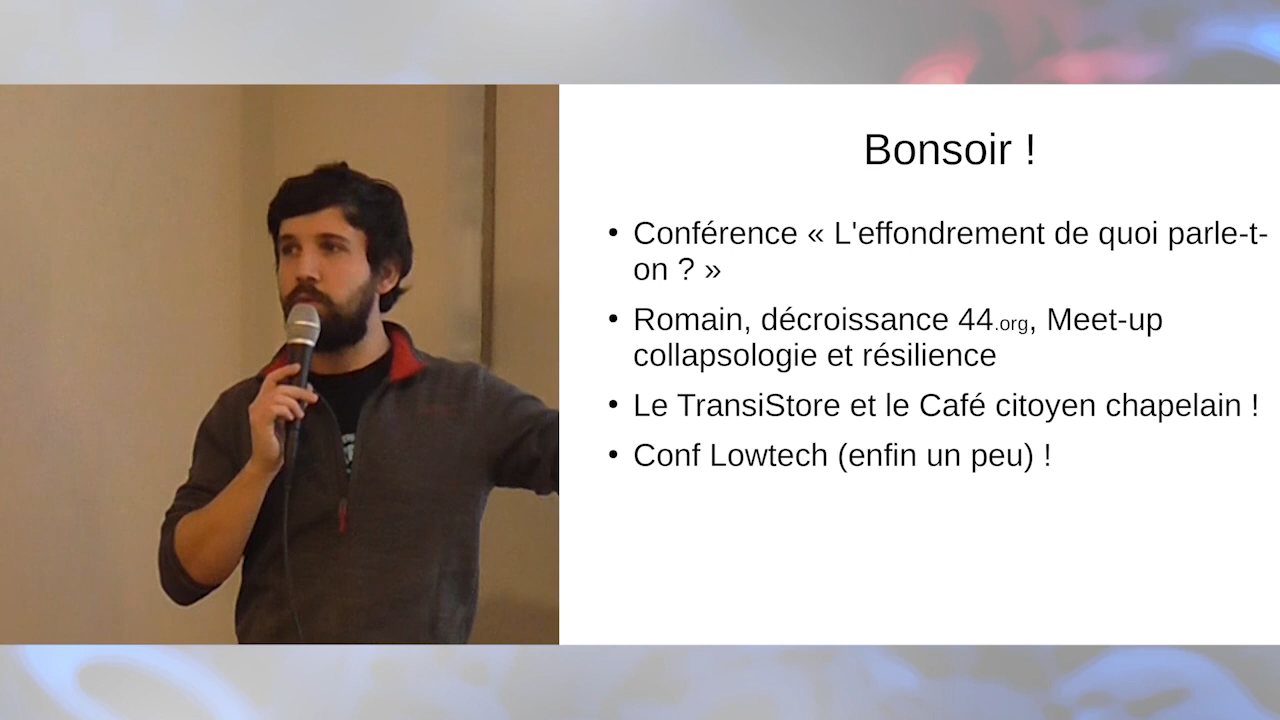 Bonsoir !
• Conférence « L'effondrement de quoi parle-t-
on ? »
• Romain, décroissance 44.org, Meet-up
collapsologie et résilience
• Le TransiStore et le Café citoyen chapelain !
• Conf Lowtech (enfin un peu) !